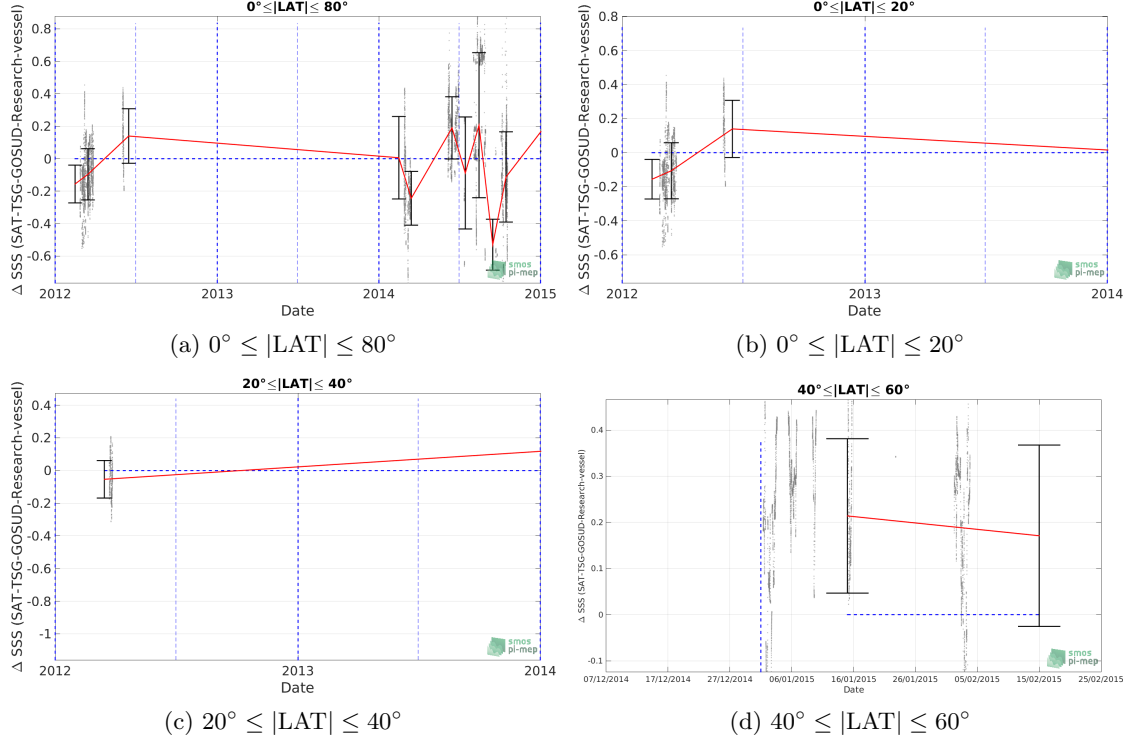 0°≤|LAT|≤ 80°
Δ SSS (SAT-TSG-GOSUD-Research-vessel)
0.8
0.6
0.4
0.2
0
-0.2
-0.4
-0.6
2012
2013
2014
2015
Date
smos
pi-mep
(a) 0° ≤ |LAT| ≤ 80°
0°≤|LAT|≤ 20°
Δ SSS (SAT-TSG-GOSUD-Research-vessel)
0.8
0.6
0.4
0.2
0
-0.2
-0.4
-0.6
2012
2013
2014
Date
smos
pi-mep
(b) 0° ≤ |LAT| ≤ 20°
20°≤|LAT|≤ 40°
Δ SSS (SAT-TSG-GOSUD-Research-vessel)
0.4
0.2
0
-0.2
-0.4
-0.6
-0.8
-1
2012
2013
2014
Date
smos
pi-mep
(c) 20° ≤ |LAT| ≤ 40°
40°≤|LAT|≤ 60°
Δ SSS (SAT-TSG-GOSUD-Research-vessel)
0.4
0.3
0.2
0.1
0
-0.1
07/12/2014
17/12/2014
27/12/2014
06/01/2015
16/01/2015
26/01/2015
05/02/2015
15/02/2015
25/02/2015
Date
smos
pi-mep
(d) 40° ≤ |LAT| ≤ 60°